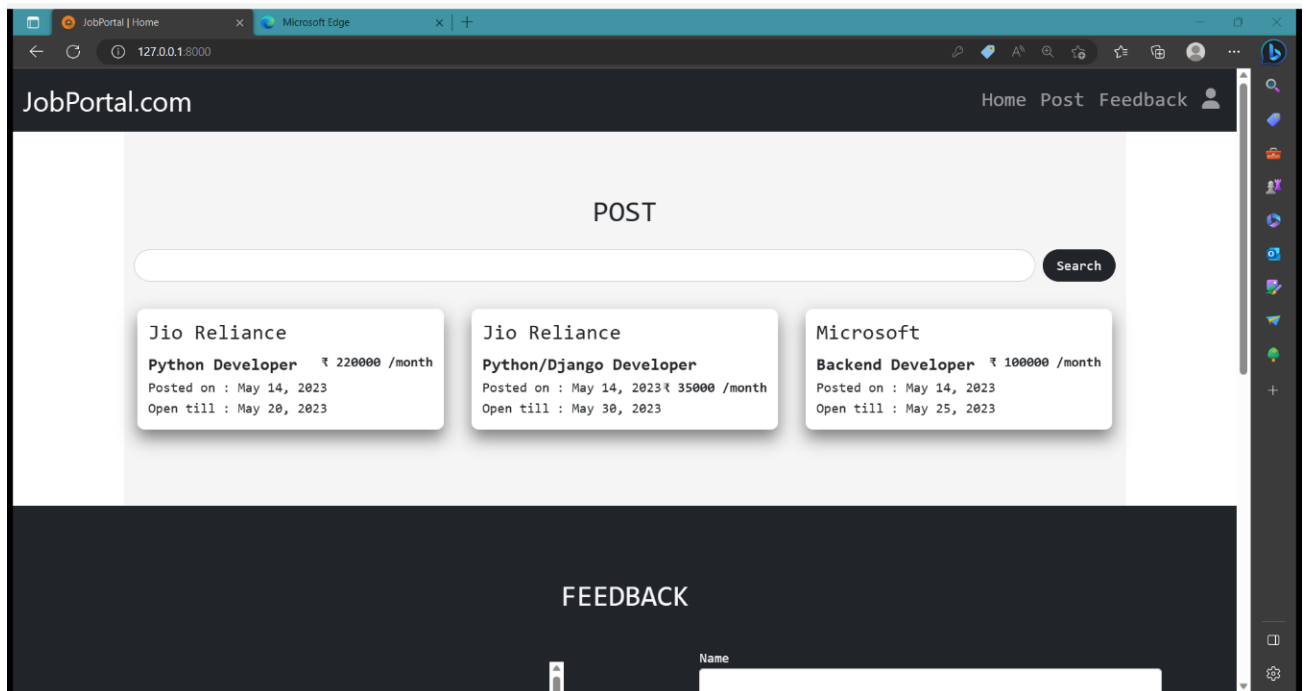 JobPortal | Home
Microsoft Edge
127.0.0.1:8000
JobPortal.com
Home Post Feedback
POST
Search
Jio Reliance
Python Developer ₹ 220000 /month
Posted on : May 14, 2023
Open till : May 20, 2023
Jio Reliance
Python/Django Developer
Posted on : May 14, 2023₹ 35000 /month
Open till : May 30, 2023
Microsoft
Backend Developer ₹ 100000 /month
Posted on : May 14, 2023
Open till : May 25, 2023
FEEDBACK
Name